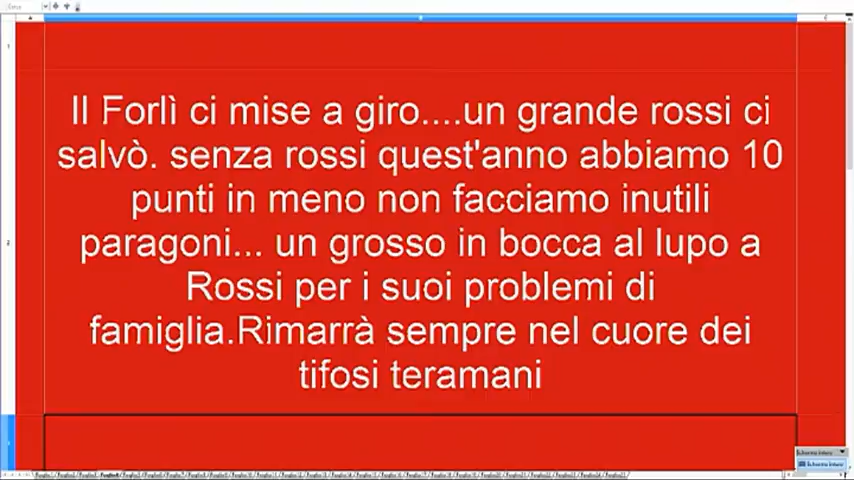 Il Forlì ci mise a giro....un grande rossi ci
salvò. senza rossi quest'anno abbiamo 10
punti in meno non facciamo inutili
paragoni... un grosso in bocca al lupo a
Rossi per i suoi problemi di
famiglia.Rimarrà sempre nel cuore dei
tifosi teramani